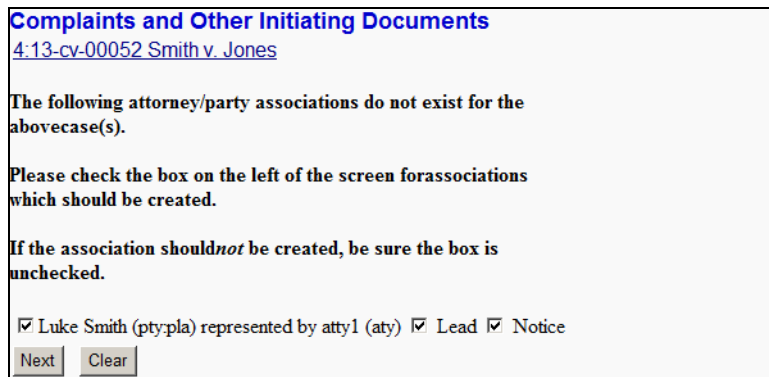 Complaints and Other Initiating Documents
4:13-cv-00052 Smith v. Jones
The following attorney/party associations do not exist for the
abovecase(s).
Please check the box on the left of the screen forassociations
which should be created.
If the association shouldnot be created, be sure the box is
unchecked.
Luke Smith (pty:pla) represented by atty1 (aty) Lead Notice
Next Clear